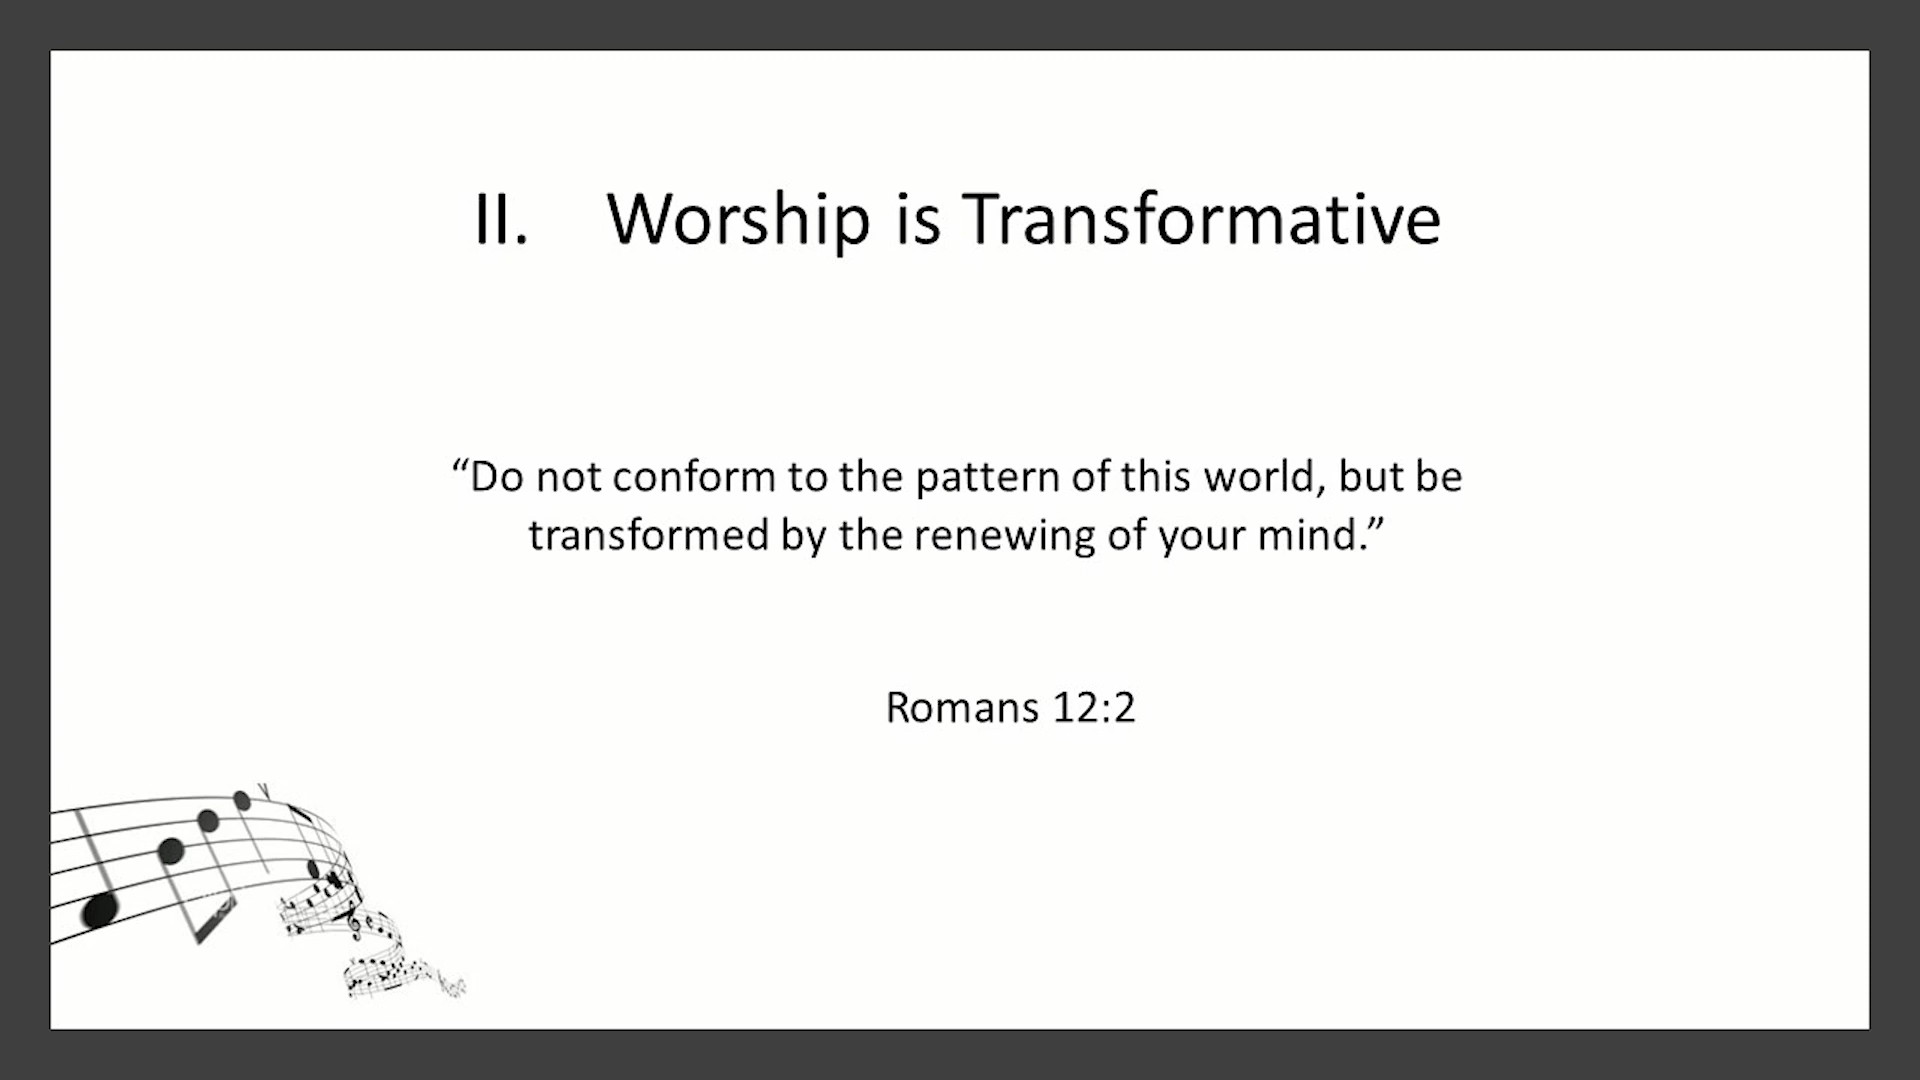 II. Worship is Transformative
“Do not conform to the pattern of this world, but be
transformed by the renewing of your mind.”
Romans 12:2